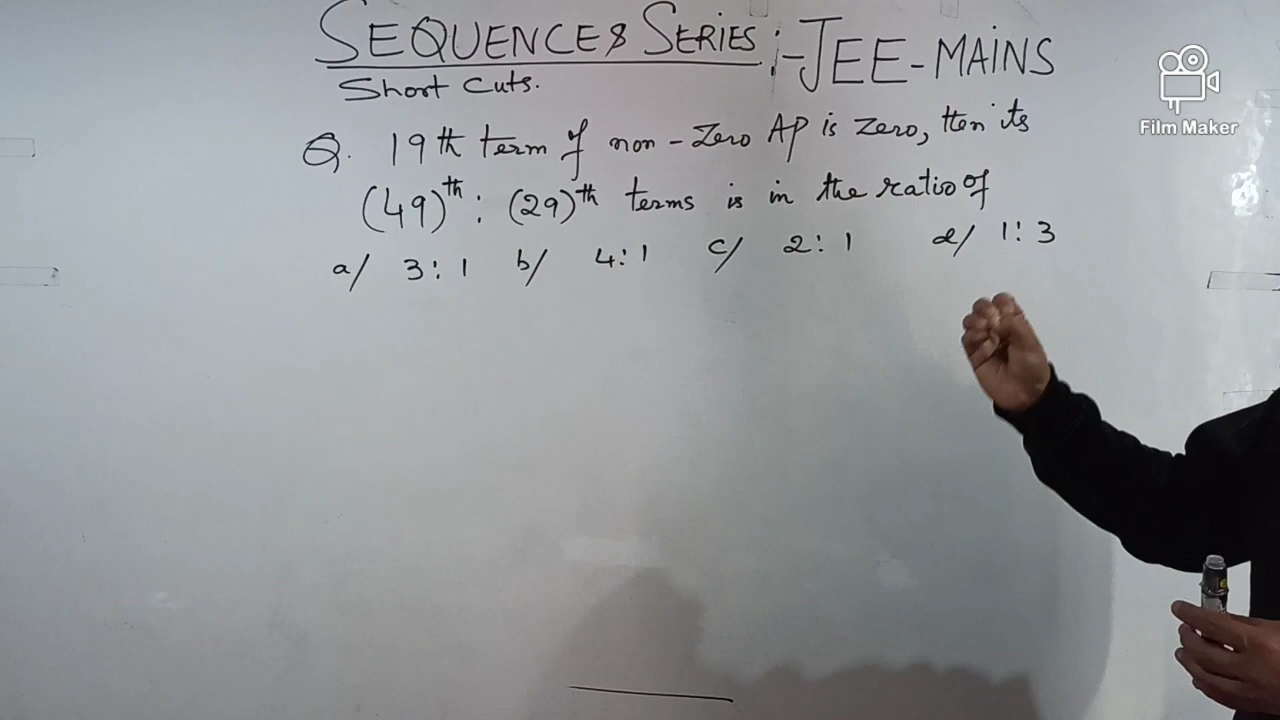 SEQUENCE & SERIES :- JEE-MAINS
Short Cuts.
Film Maker
Q. 19th term of non-zero AP is zero, then its
(49)th : (29)th terms is in the ratio of
a/ 3:1 b/ 4:1 c/ 2:1 d/ 1:3